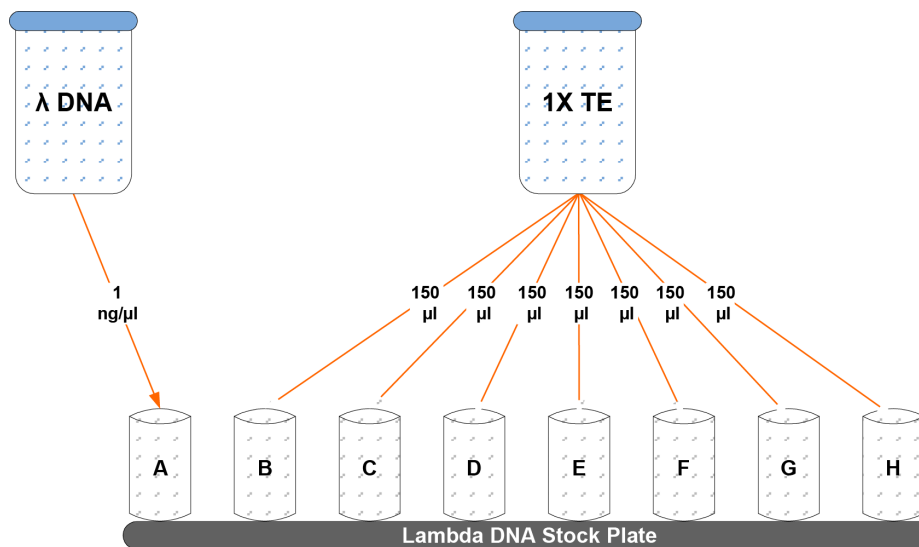 λ DNA
1X TE
1
ng/µl
150
µl
150
µl
150
µl
150
µl
150
µl
150
µl
150
µl
A
B
C
D
E
F
G
H
Lambda DNA Stock Plate